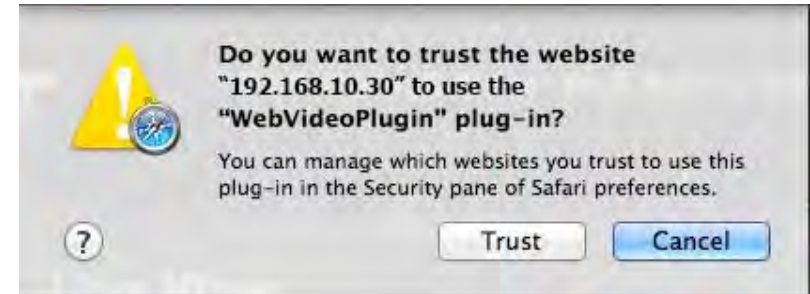 Do you want to trust the website
"192.168.10.30" to use the
"WebVideoPlugin" plug-in?
You can manage which websites you trust to use this
plug-in in the Security pane of Safari preferences.
?
Trust
Cancel